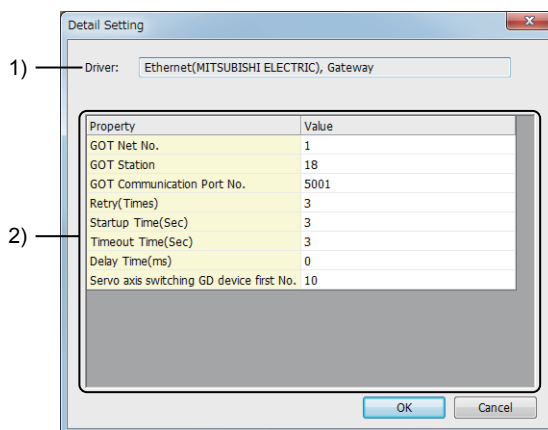 Detail Setting
1)
Driver: Ethernet(MITSUBISHI ELECTRIC), Gateway
2)
Property Value
GOT Net No. 1
GOT Station 18
GOT Communication Port No. 5001
Retry(Times) 3
Startup Time(Sec) 3
Timeout Time(Sec) 3
Delay Time(ms) 0
Servo axis switching GD device first No. 10
OK Cancel